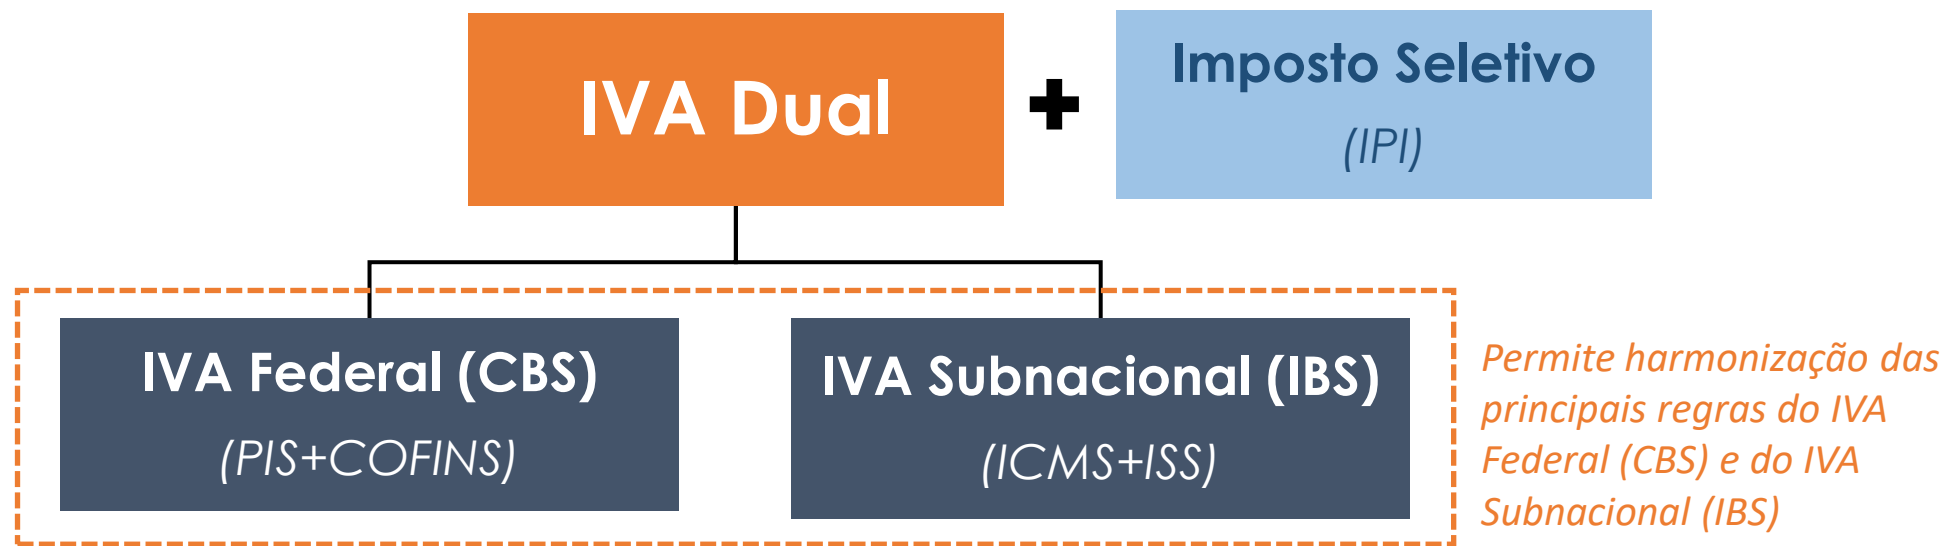 IVA Dual
Imposto Seletivo
(IPI)
IVA Federal (CBS)
(PIS+COFINS)
IVA Subnacional (IBS)
(ICMS+ISS)
Permite harmonização das
principais regras do IVA
Federal (CBS) e do IVA
Subnacional (IBS)